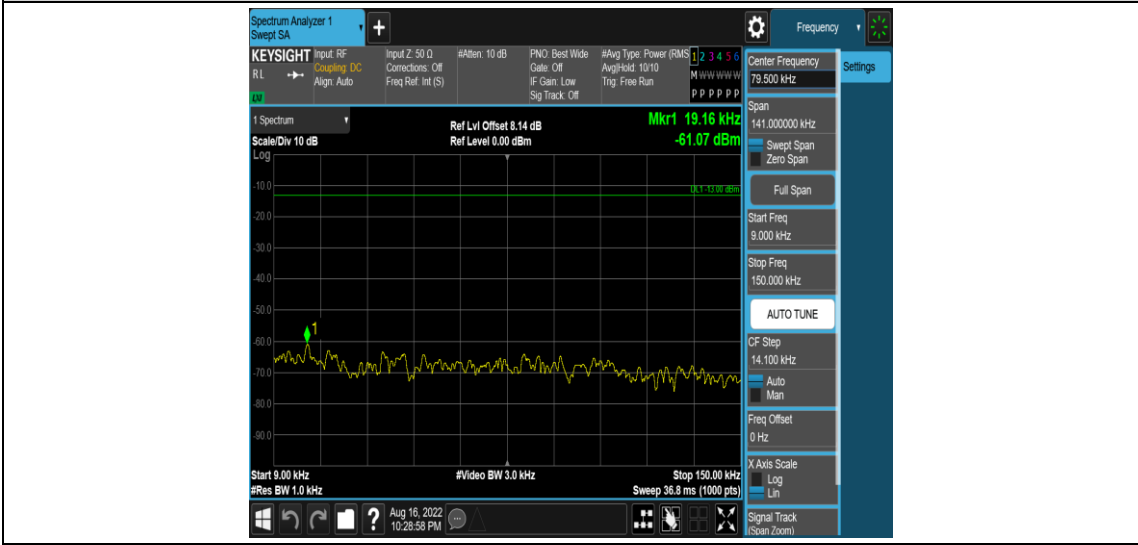 Spectrum Analyzer 1
Swept SA
+
Frequency
KEYSIGHT
RL
LXI
Input: RF
Coupling: DC
Align: Auto
Input Z: 50 Ω
Corrections: Off
Freq Ref: Int (S)
#Atten: 10 dB
PNO: Best Wide
Gate: Off
IF Gain: Low
Sig Track: Off
#Avg Type: Power (RMS
Avg|Hold: 10/10
Trig: Free Run
1 2 3 4 5 6
M W W W W W
P P P P P P
1 Spectrum
Scale/Div 10 dB
Log
Ref Lvl Offset 8.14 dB
Ref Level 0.00 dBm
Mkr1 19.16 kHz
-61.07 dBm
DL1 -13.00 dBm
-10.0
-20.0
-30.0
-40.0
-50.0
-60.0
-70.0
-80.0
-90.0
1
Start 9.00 kHz
#Res BW 1.0 kHz
#Video BW 3.0 kHz
Stop 150.00 kHz
Sweep 36.8 ms (1000 pts)
?
Aug 16, 2022
10:28:58 PM
Center Frequency
79.500 kHz
Span
141.000000 kHz
Swept Span
Zero Span
Full Span
Start Freq
9.000 kHz
Stop Freq
150.000 kHz
AUTO TUNE
CF Step
14.100 kHz
Auto
Man
Freq Offset
0 Hz
X Axis Scale
Log
Lin
Signal Track
(Span Zoom)
Settings